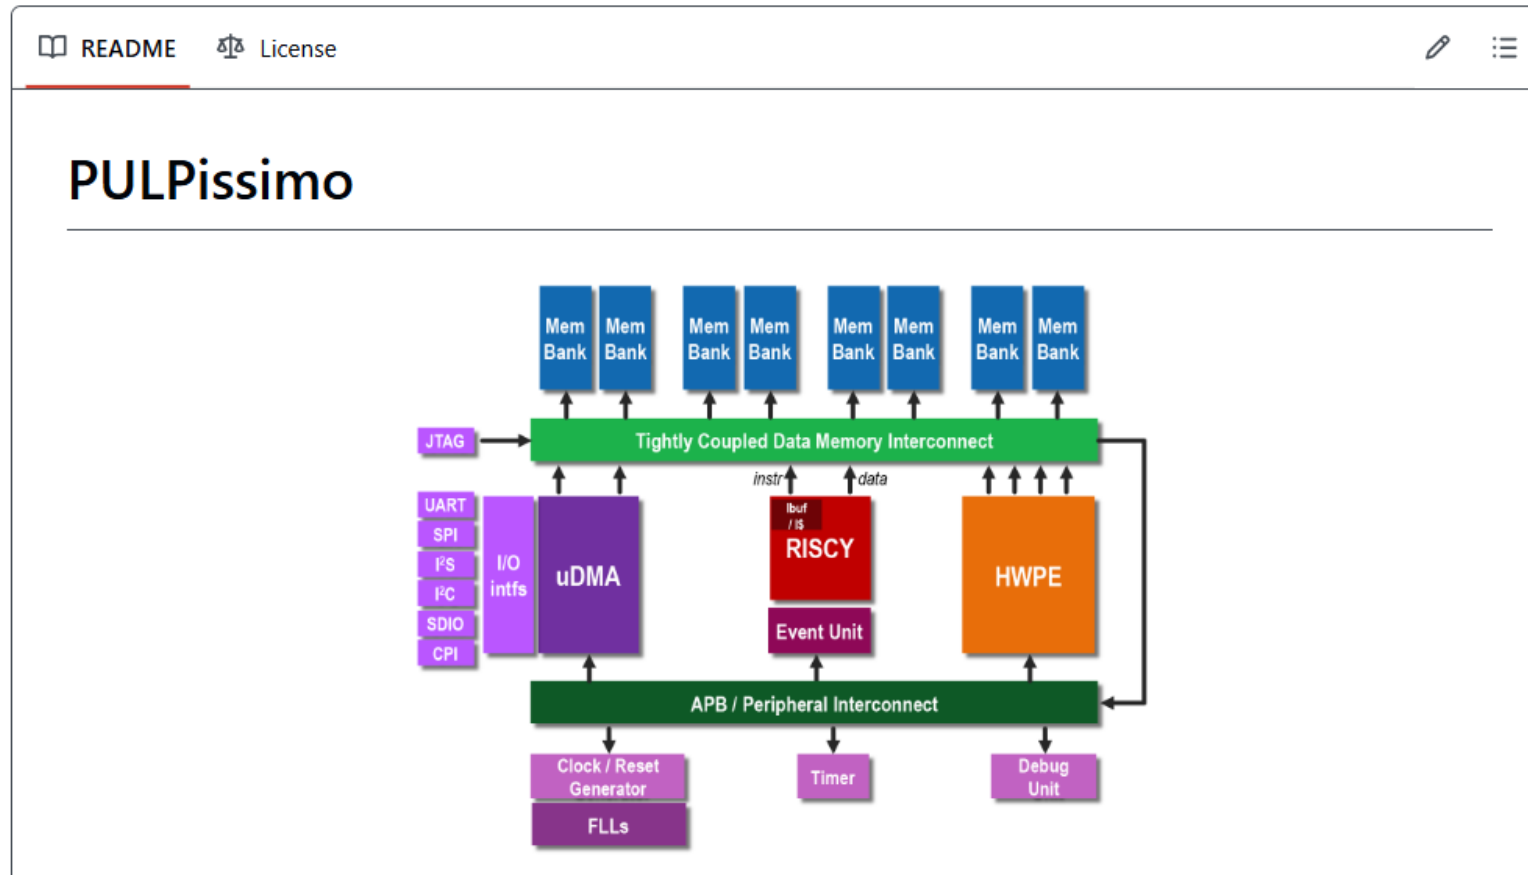 README
License
PULPissimo
Mem Bank
Mem Bank
Mem Bank
Mem Bank
Mem Bank
Mem Bank
Mem Bank
Mem Bank
JTAG
Tightly Coupled Data Memory Interconnect
instr
data
UART
SPI
I²S
I²C
SDIO
CPI
I/O
intfs
uDMA
Ibuf
/ I$
RISCY
Event Unit
HWPE
APB / Peripheral Interconnect
Clock / Reset
Generator
FLLs
Timer
Debug
Unit